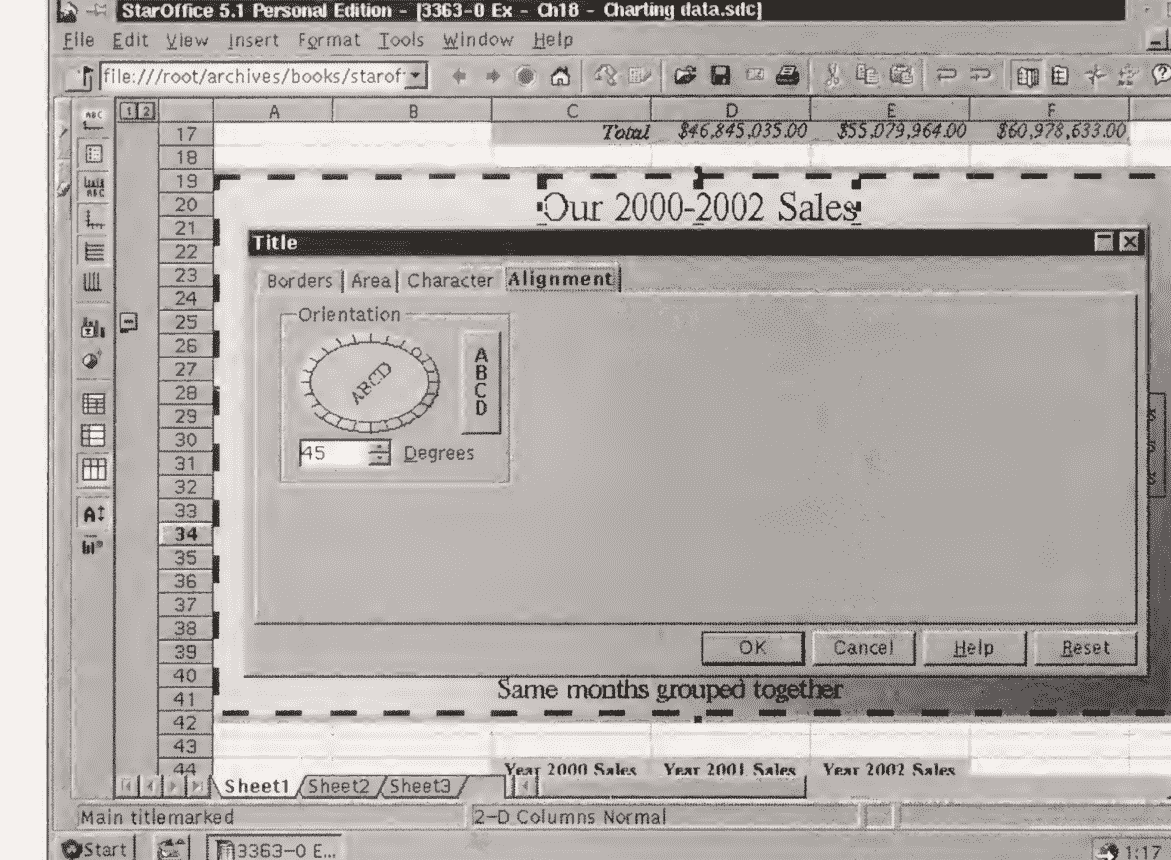 StarOffice 5.1 Personal Edition - [3363-0 Ex - Ch18 - Charting data.sdc]
File Edit View Insert Format Tools Window Help
file:///root/archives/books/starof
1 2 A B C D E F
17 Total $46,845,035.00 $55,079,964.00 $60,978,633.00
18
19
20 Our 2000-2002 Sales
21
Title
22
23 Borders Area Character Alignment
24
25 Orientation
26
27 ABCD
A
B
C
D
28
29
30
31 45 Degrees
32
33
34
35
36
37
38
39 OK Cancel Help Reset
40
41 Same months grouped together
42
43
44 Year 2000 Sales Year 2001 Sales Year 2002 Sales
Sheet1 Sheet2 Sheet3
Main titlemarked 2-D Columns Normal
Start 3363-0 E... 1:17